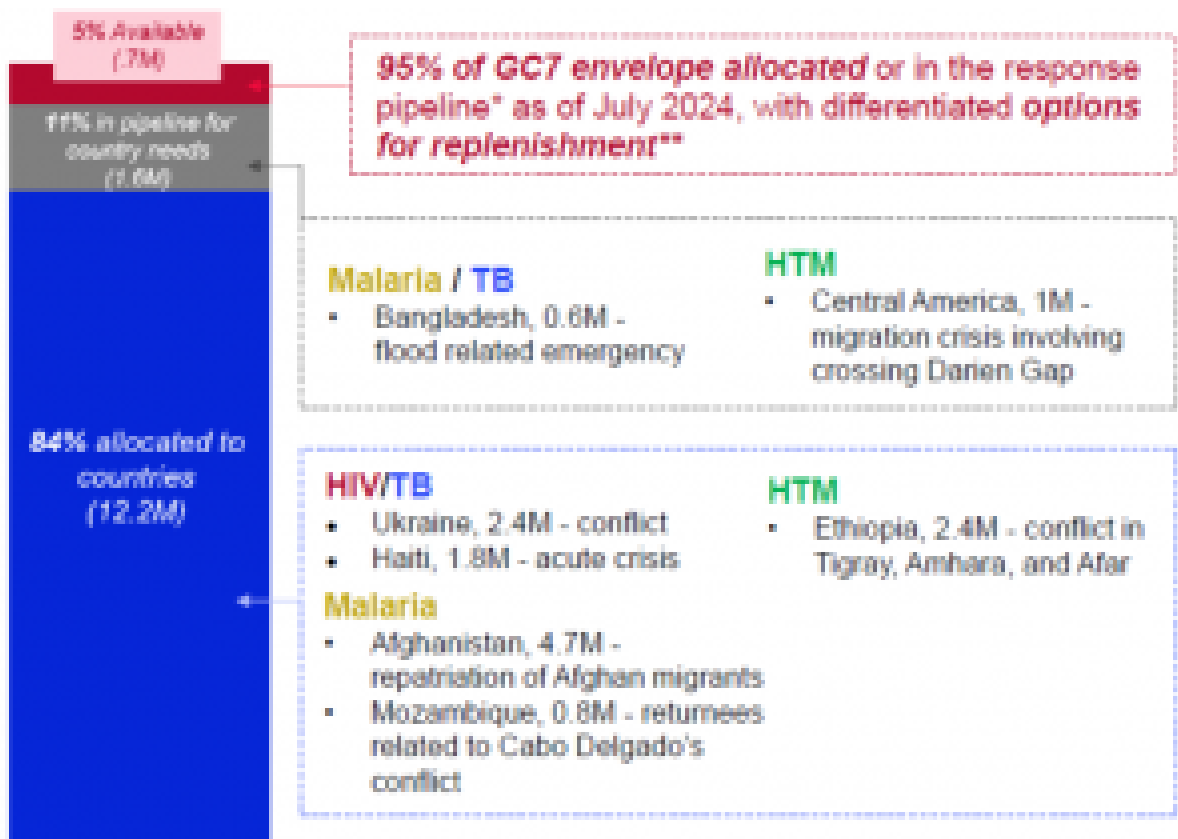 5% Available
(.7M)
95% of GC7 envelope allocated or in the response
pipeline* as of July 2024, with differentiated options
for replenishment**
11% in pipeline for
country needs
(1.6M)
Malaria / TB
• Bangladesh, 0.6M -
flood related emergency
HTM
• Central America, 1M -
migration crisis involving
crossing Darien Gap
84% allocated to
countries
(12.2M)
HIV/TB
• Ukraine, 2.4M - conflict
• Haiti, 1.8M - acute crisis
Malaria
• Afghanistan, 4.7M -
repatriation of Afghan migrants
• Mozambique, 0.8M - returnees
related to Cabo Delgado's
conflict
HTM
• Ethiopia, 2.4M - conflict in
Tigray, Amhara, and Afar